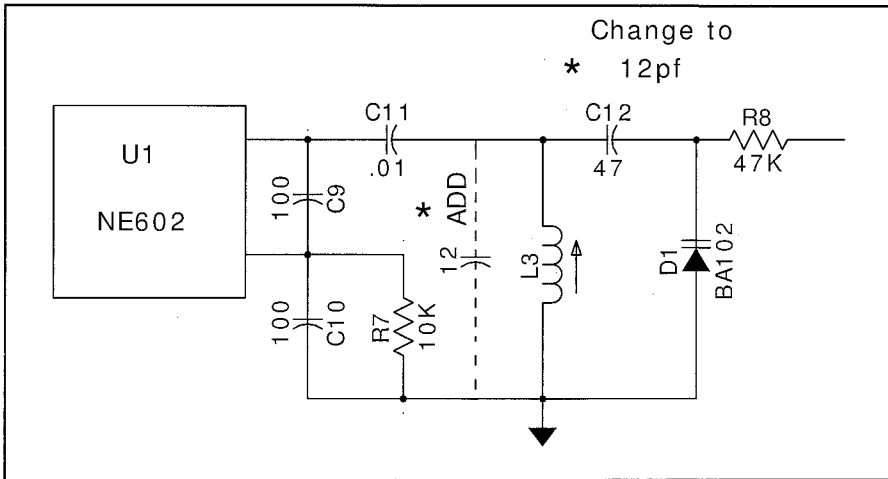 Change to
* 12pf
C11
.01
C12
47
R8
47K
U1
NE602
100
C9
100
C10
R7
10K
* ADD
12
L3
D1
BA102